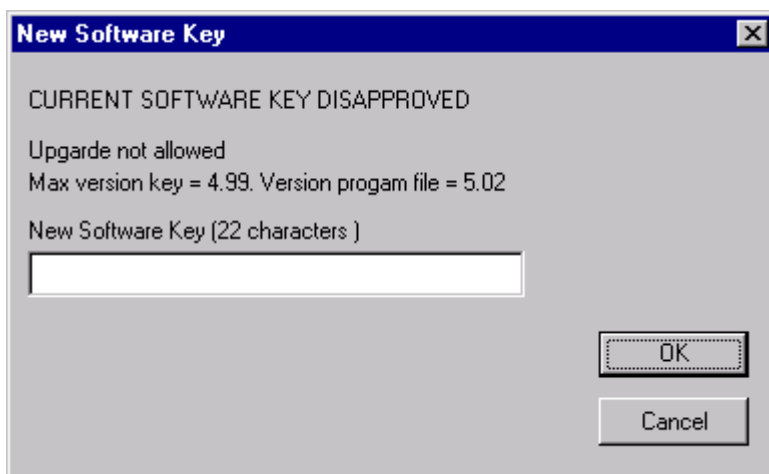 New Software Key
CURRENT SOFTWARE KEY DISAPPROVED
Upgarde not allowed
Max version key = 4.99. Version progam file = 5.02
New Software Key (22 characters )
OK
Cancel